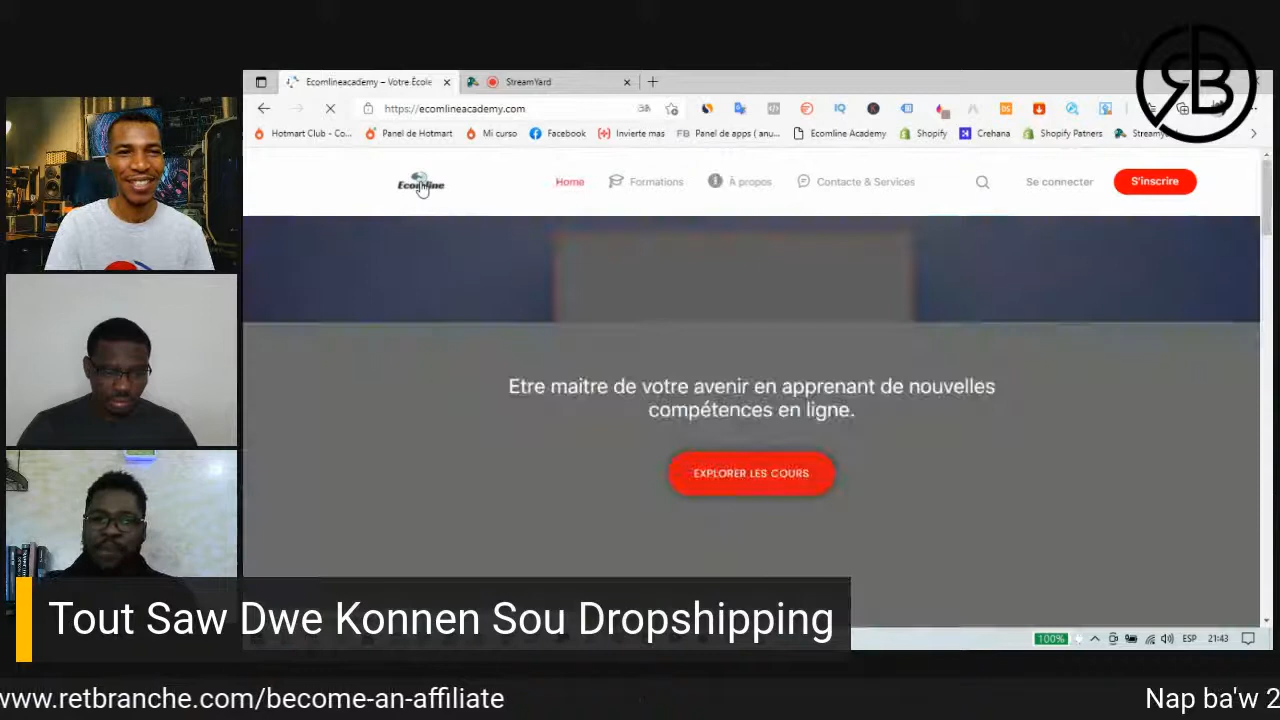 Ecomlineacademy – Votre École
StreamYard
https://ecomlineacademy.com
Hotmart Club - Co...
Panel de Hotmart
Mi curso
Facebook
Invierte mas
Panel de apps ( anu...
Ecomline Academy
Shopify
Crehana
Shopify Patners
RB
Home
Formations
À propos
Contacte & Services
Se connecter
S'inscrire
Etre maitre de votre avenir en apprenant de nouvelles
compétences en ligne.
EXPLORER LES COURS
Tout Saw Dwe Konnen Sou Dropshipping
100%
ESP
21:43
www.retbranche.com/become-an-affiliate
Nap ba'w 2